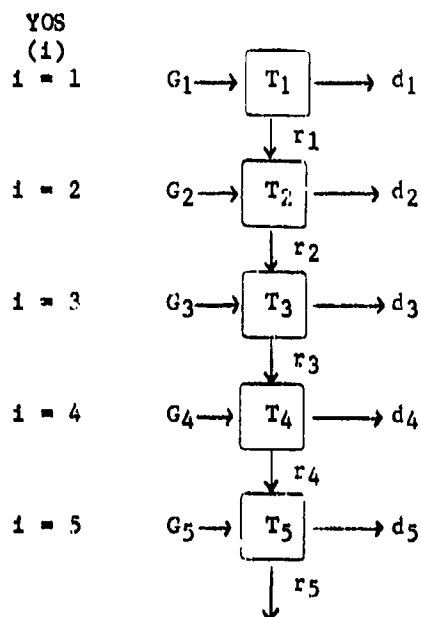 YOS
(i)
i = 1 G1 T1 d1
r1
i = 2 G2 T2 d2
r2
i = 3 G3 T3 d3
r3
i = 4 G4 T4 d4
r4
i = 5 G5 T5 d5
r5